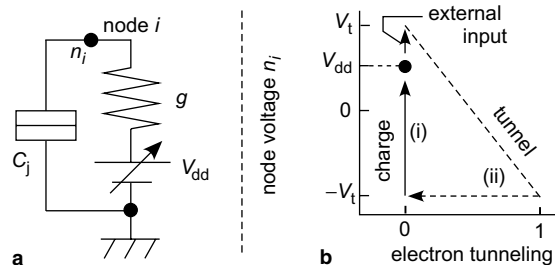 a
node i
n_i
g
C_j
V_dd
b
node voltage n_i
V_t
V_dd
0
−V_t
external
input
charge
(i)
tunnel
(ii)
0
1
electron tunneling